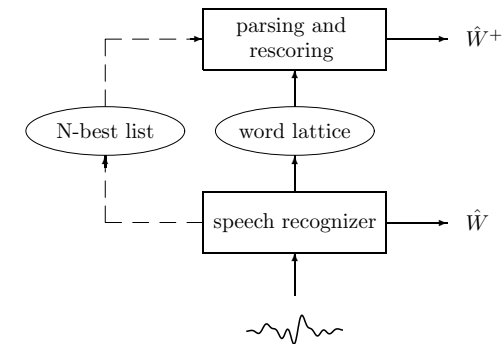 parsing and
rescoring
Ŵ⁺
N-best list
word lattice
speech recognizer
Ŵ